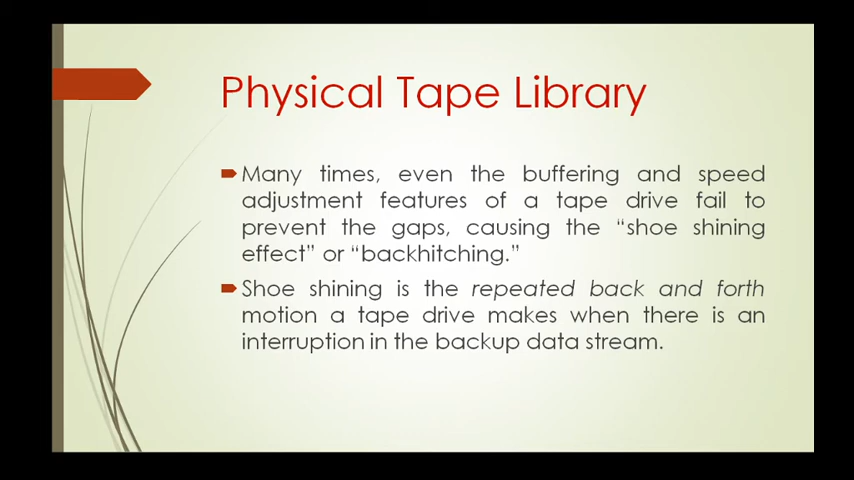 Physical Tape Library
Many times, even the buffering and speed
adjustment features of a tape drive fail to
prevent the gaps, causing the “shoe shining
effect” or “backhitching.”
Shoe shining is the repeated back and forth
motion a tape drive makes when there is an
interruption in the backup data stream.